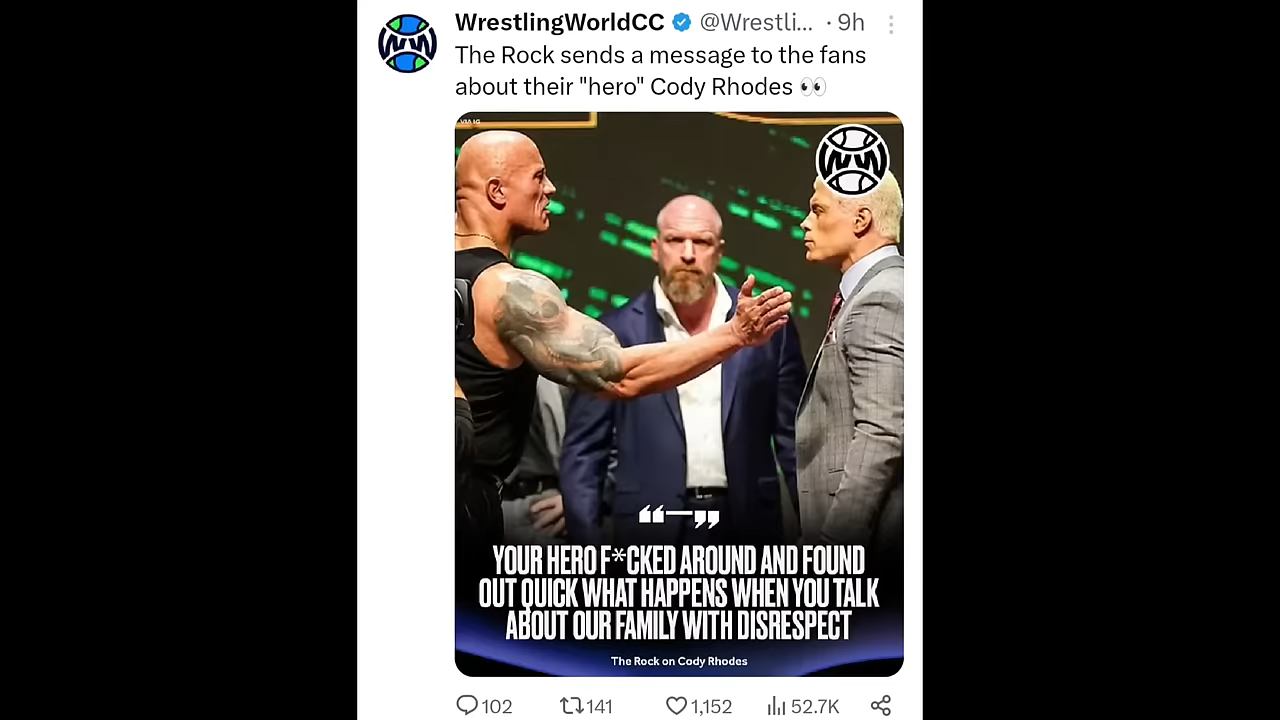 WrestlingWorldCC @Wrestli... · 9h
The Rock sends a message to the fans
about their "hero" Cody Rhodes 👀
VIA IG
YOUR HERO F*CKED AROUND AND FOUND
OUT QUICK WHAT HAPPENS WHEN YOU TALK
ABOUT OUR FAMILY WITH DISRESPECT
The Rock on Cody Rhodes
102 141 1,152 52.7K